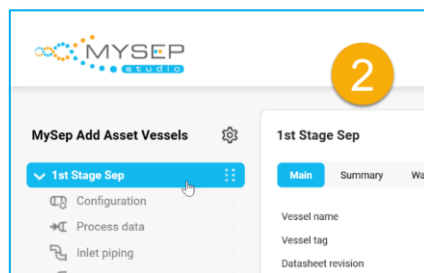 MYSEP
studio
2
MySep Add Asset Vessels
1st Stage Sep
Configuration
Process data
Inlet piping
1st Stage Sep
Main Summary
Vessel name
Vessel tag
Datasheet revision